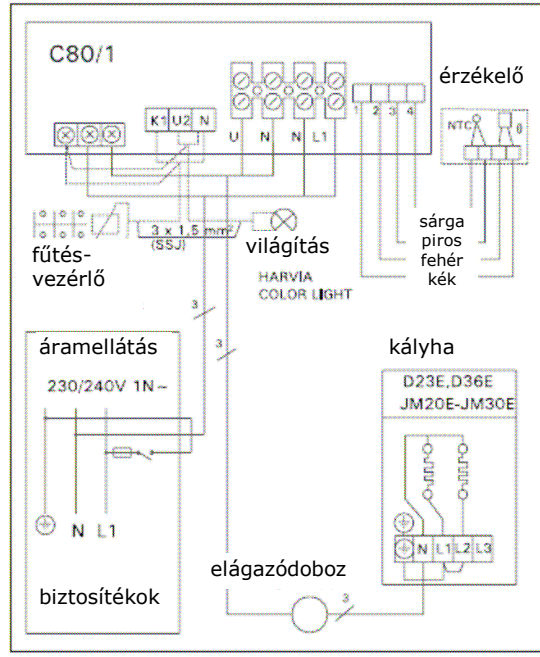 C80/1
érzékelő
K1 U2 N
U N N L1
1 2 3 4
NTC
3 x 1,5 mm²
(SSJ)
fűtés-
vezérlő
világítás
sárga
piros
fehér
kék
HARVIA
COLOR LIGHT
3
3
áramellátás
kályha
230/240V 1N~
D23E,D36E
JM20E-JM30E
N L1
N L1 L2 L3
elágazódoboz
biztosítékok
3